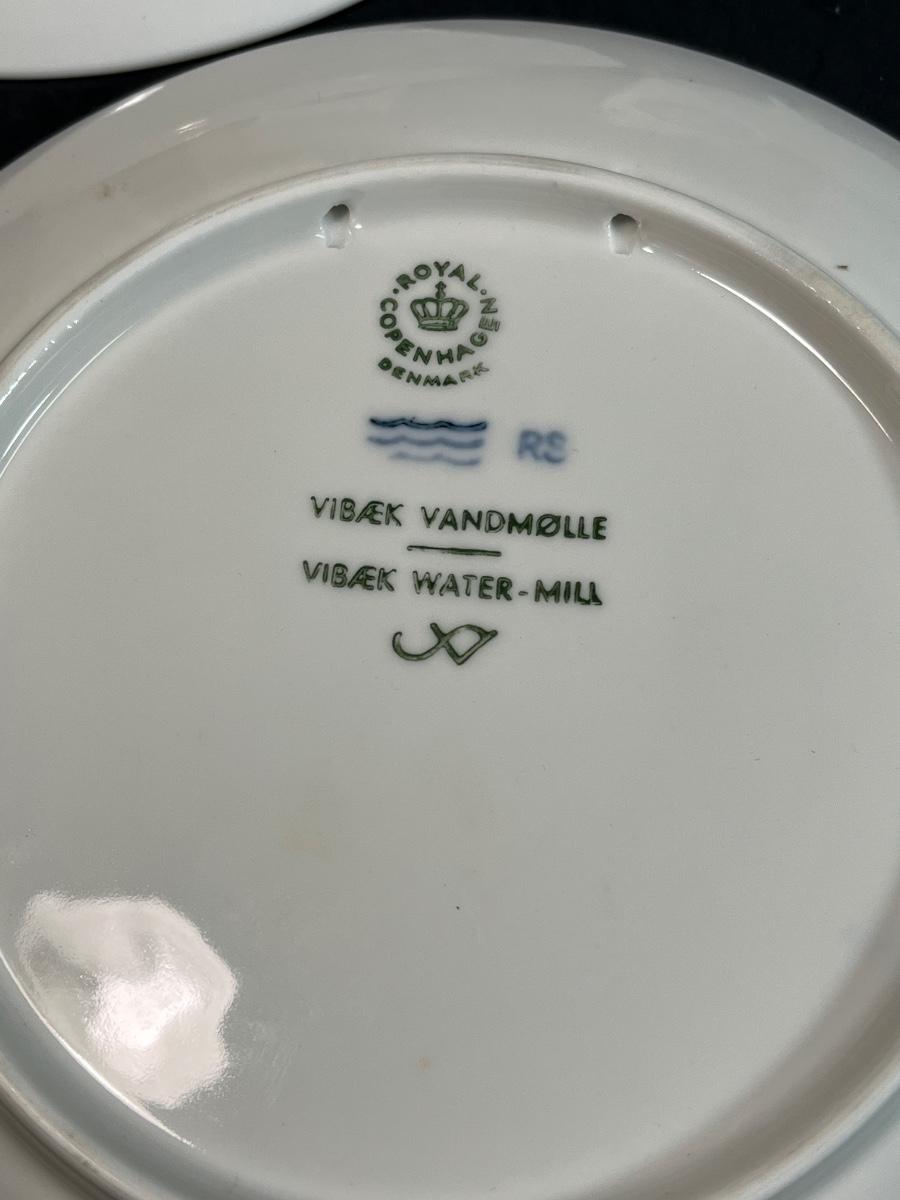 ROYAL
COPENHAGEN
DENMARK
RS
VIBÆK VANDMØLLE
VIBÆK WATER-MILL